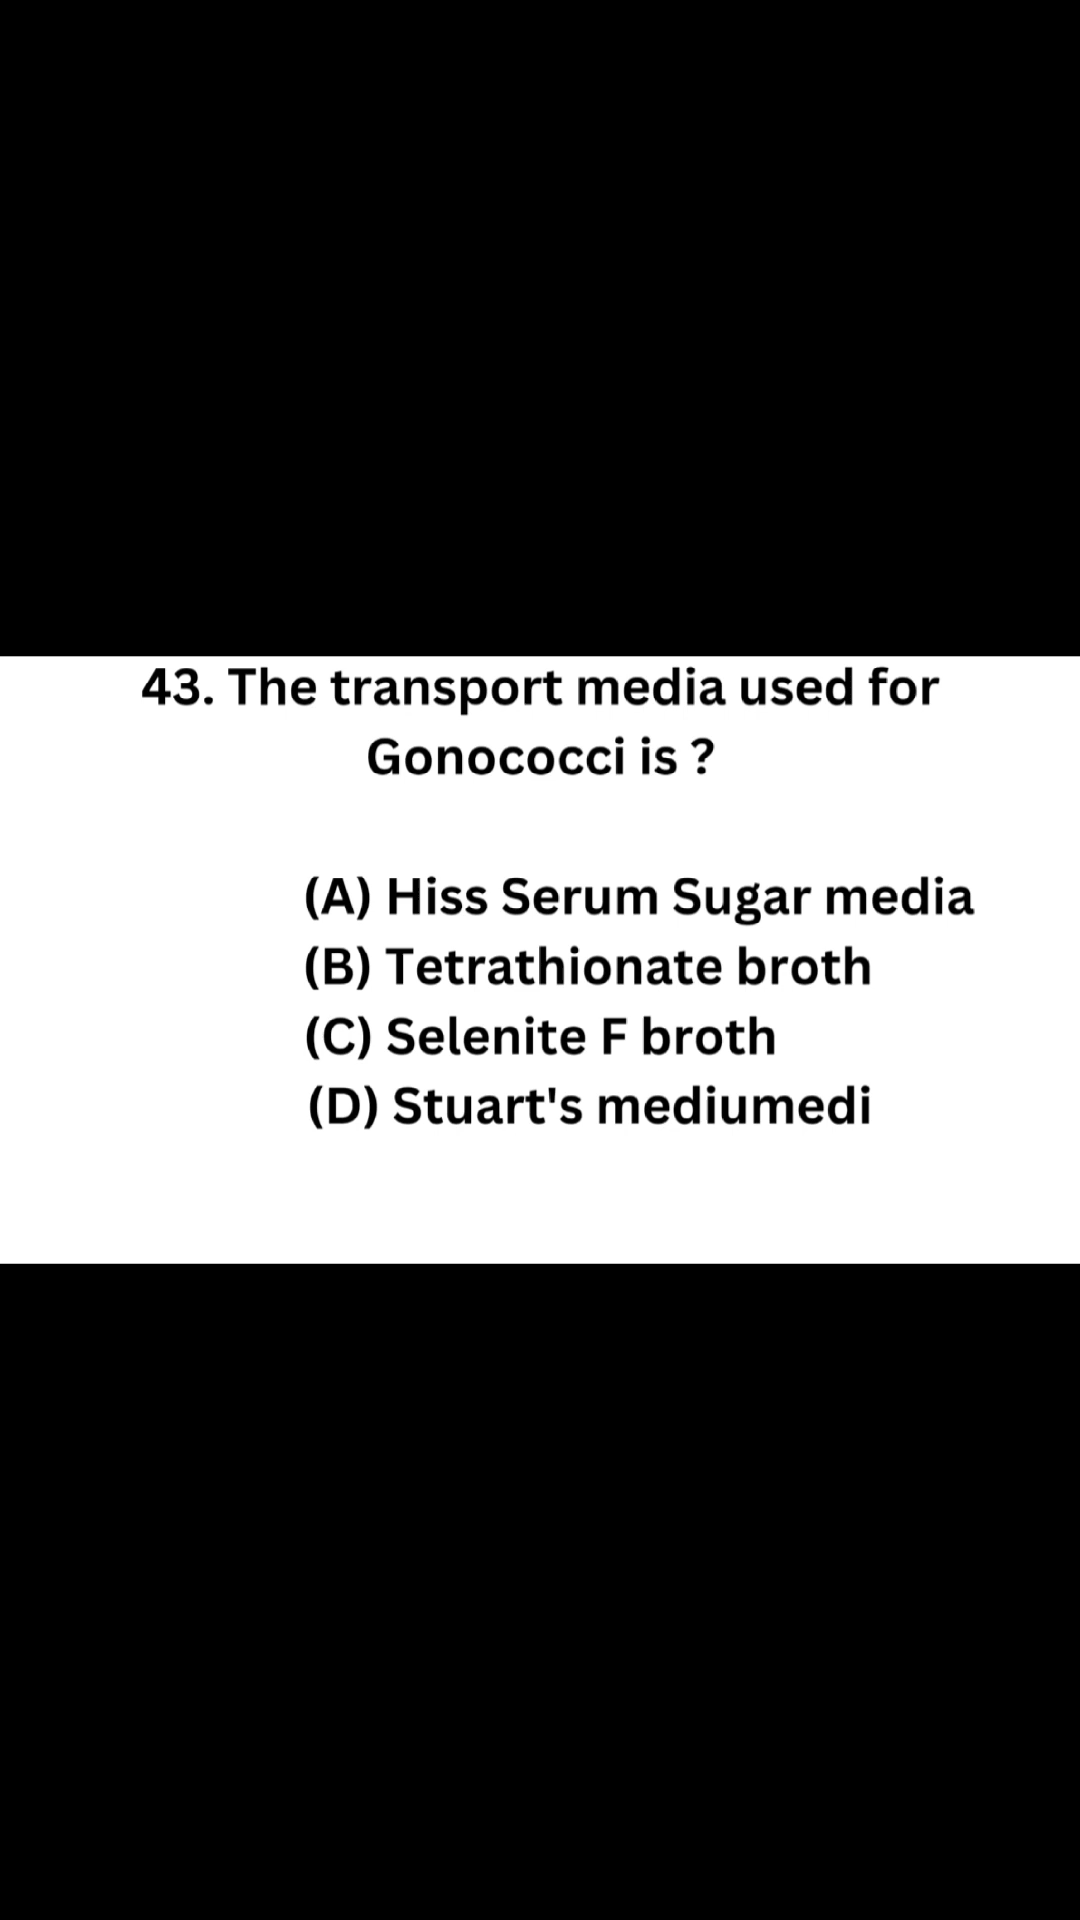 43. The transport media used for
Gonococci is ?
(A) Hiss Serum Sugar media
(B) Tetrathionate broth
(C) Selenite F broth
(D) Stuart's mediumedi